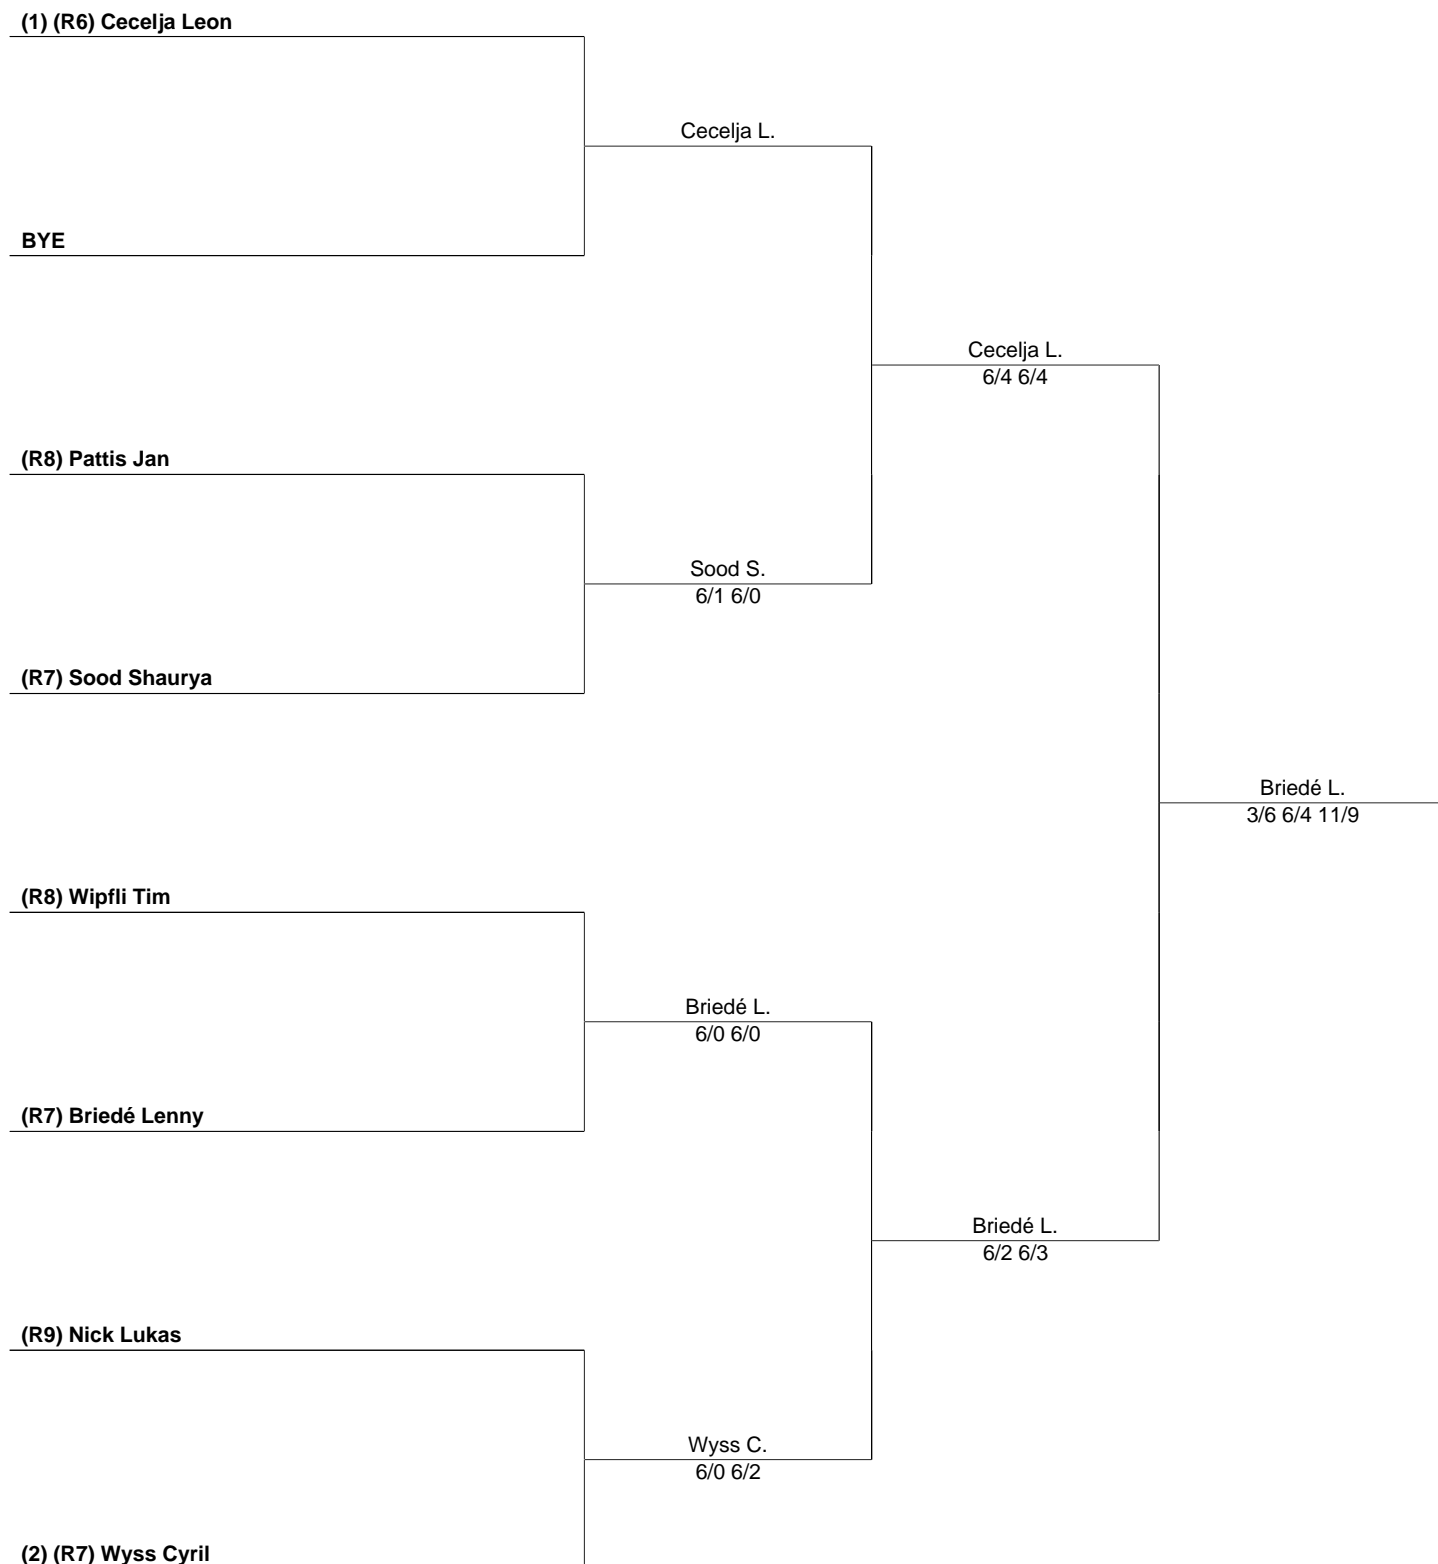 (1) (R6) Cecelja Leon
Cecelja L.
BYE
Cecelja L.
6/4 6/4
(R8) Pattis Jan
Sood S.
6/1 6/0
(R7) Sood Shaurya
Briedé L.
3/6 6/4 11/9
(R8) Wipfli Tim
Briedé L.
6/0 6/0
(R7) Briedé Lenny
Briedé L.
6/2 6/3
(R9) Nick Lukas
Wyss C.
6/0 6/2
(2) (R7) Wyss Cyril